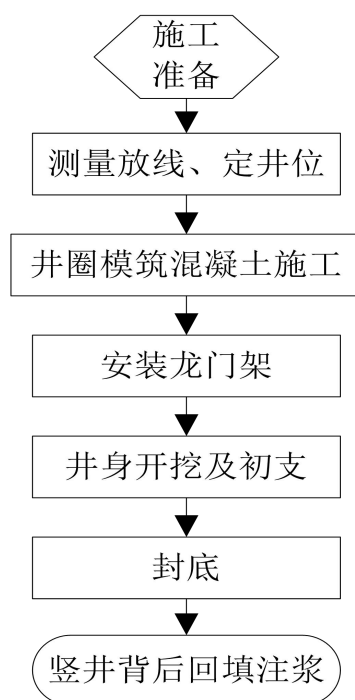 施工
准备
测量放线、定井位
井圈模筑混凝土施工
安装龙门架
井身开挖及初支
封底
竖井背后回填注浆